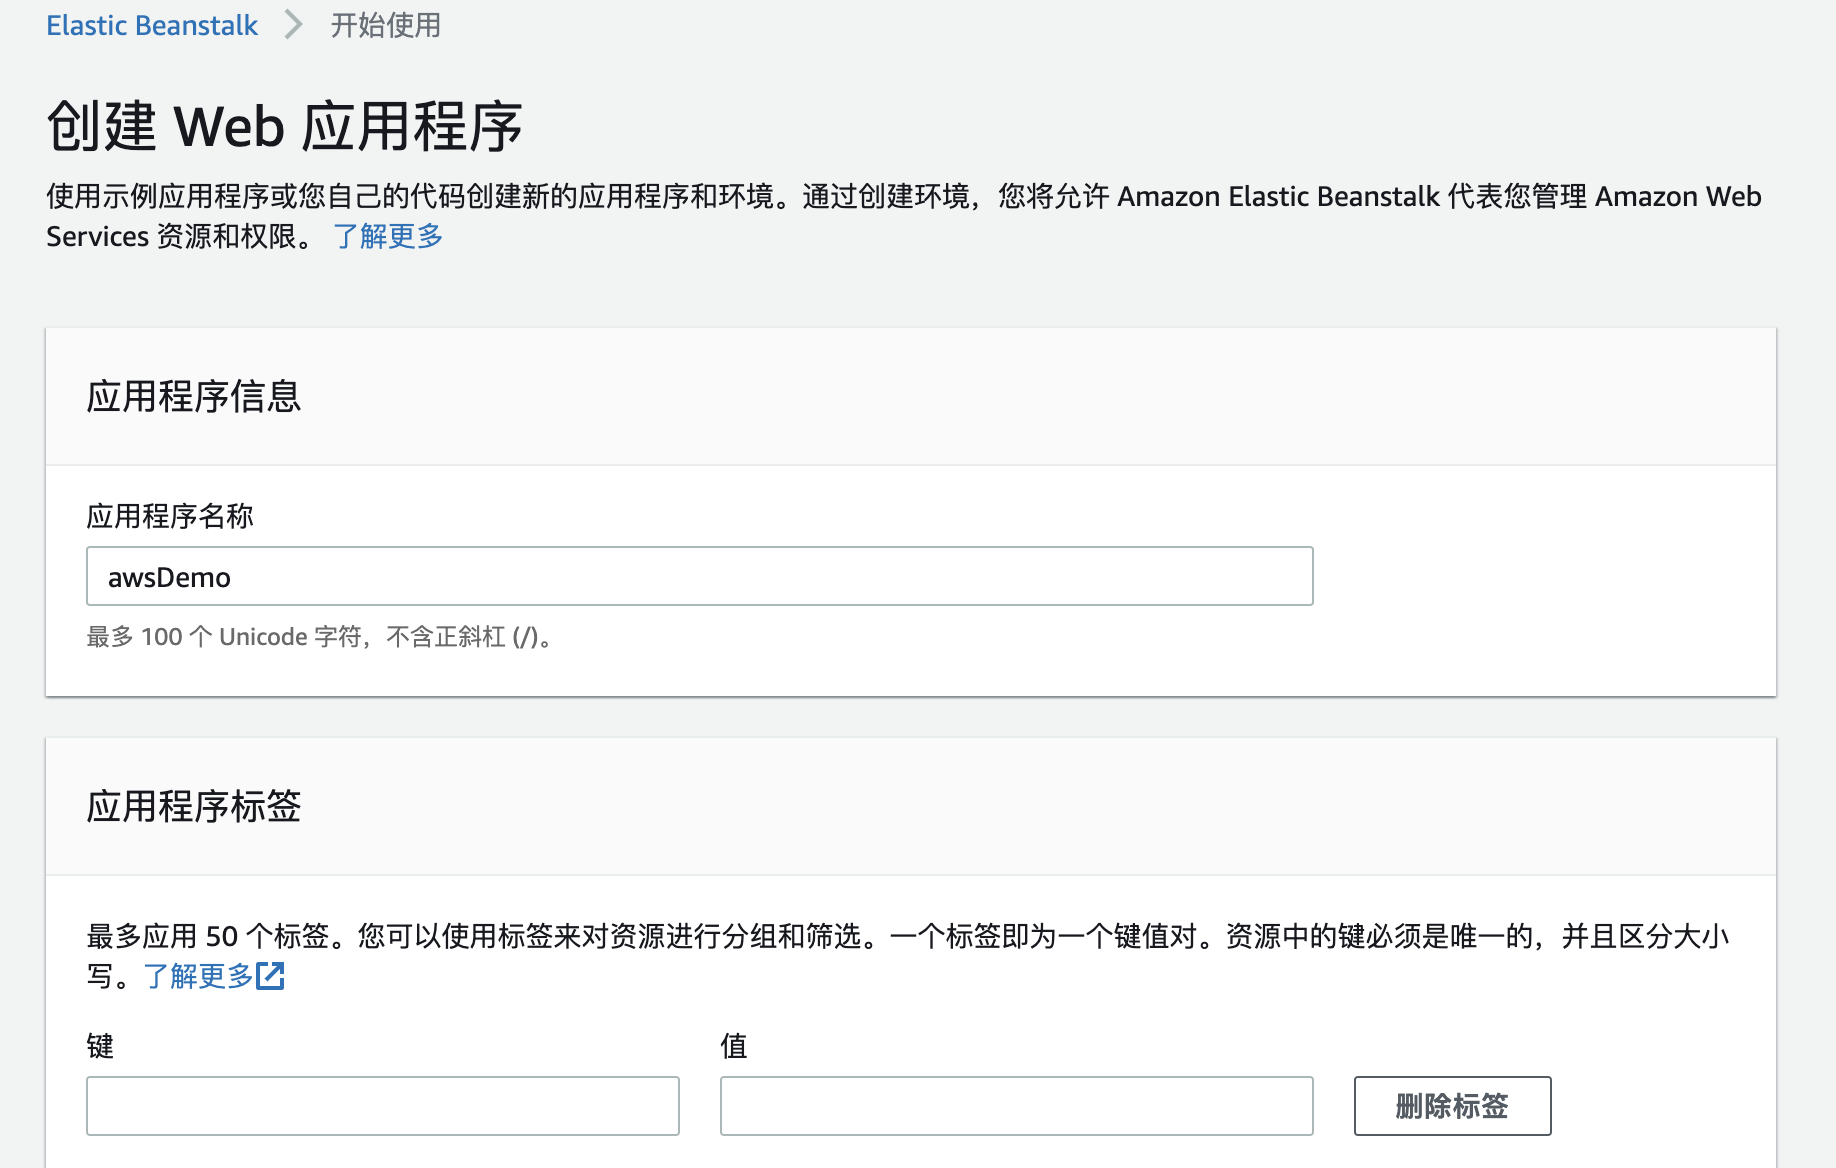 Elastic Beanstalk > 开始使用
创建 Web 应用程序
使用示例应用程序或您自己的代码创建新的应用程序和环境。通过创建环境，您将允许 Amazon Elastic Beanstalk 代表您管理 Amazon Web
Services 资源和权限。 了解更多
应用程序信息
应用程序名称
awsDemo
最多 100 个 Unicode 字符，不含正斜杠 (/)。
应用程序标签
最多应用 50 个标签。您可以使用标签来对资源进行分组和筛选。一个标签即为一个键值对。资源中的键必须是唯一的，并且区分大小
写。了解更多
键 值
删除标签